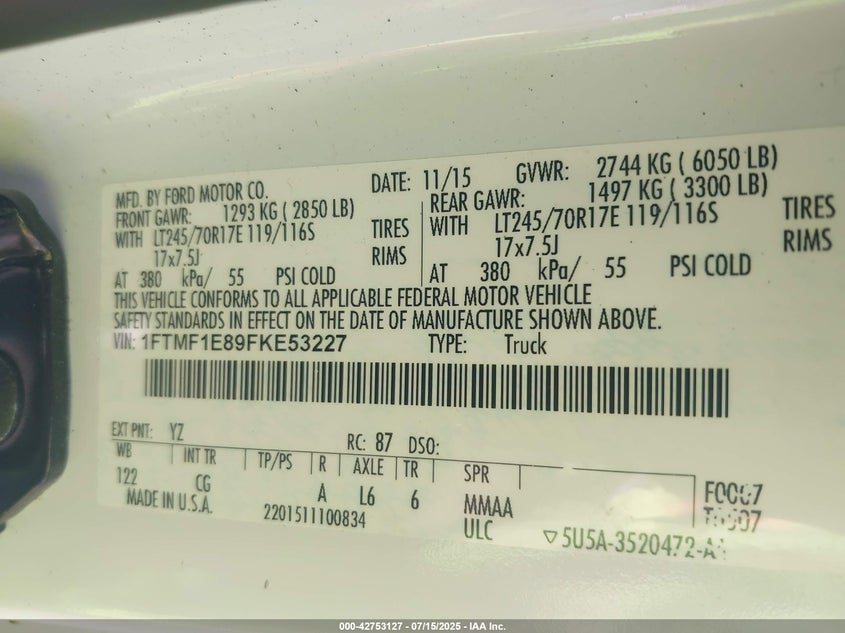 MFD. BY FORD MOTOR CO. DATE: 11/15 GVWR: 2744 KG ( 6050 LB)
FRONT GAWR: 1293 KG ( 2850 LB) REAR GAWR: 1497 KG ( 3300 LB)
WITH LT245/70R17E 119/116S TIRES WITH LT245/70R17E 119/116S TIRES
17x7.5J RIMS 17x7.5J RIMS
AT 380 kPa/ 55 PSI COLD AT 380 kPa/ 55 PSI COLD
THIS VEHICLE CONFORMS TO ALL APPLICABLE FEDERAL MOTOR VEHICLE
SAFETY STANDARDS IN EFFECT ON THE DATE OF MANUFACTURE SHOWN ABOVE.
VIN: 1FTMF1E89FKE53227 TYPE: Truck
EXT PNT: YZ RC: 87 DSO:
WB INT TR TP/PS R AXLE TR SPR
122 CG A L6 6 MMAA
MADE IN U.S.A. 2201511100834 ULC
▽5U5A-3520472-A
000-42753127 - 07/15/2025 - IAA Inc.